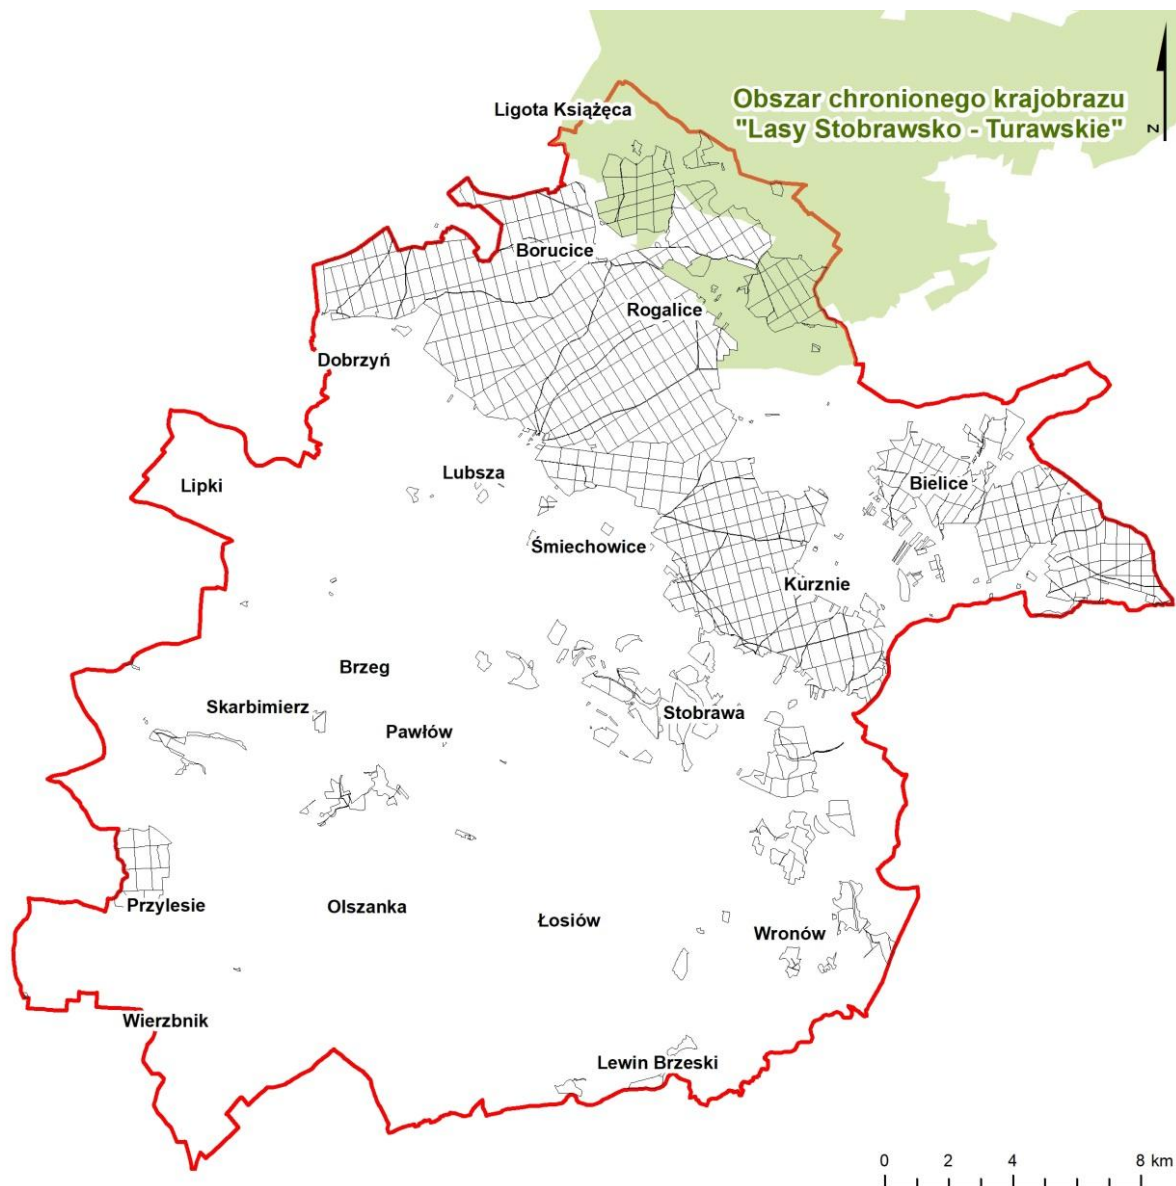 Ligota Książęca
Obszar chronionego krajobrazu
"Lasy Stobrawsko - Turawskie"
N
Borucice
Rogalice
Dobrzyń
Lubsza
Bielice
Lipki
Śmiechowice
Kurznie
Brzeg
Skarbimierz
Stobrawa
Pawłów
Przylesie
Olszanka
Łosiów
Wronów
Wierzbnik
Lewin Brzeski
0 2 4 8 km